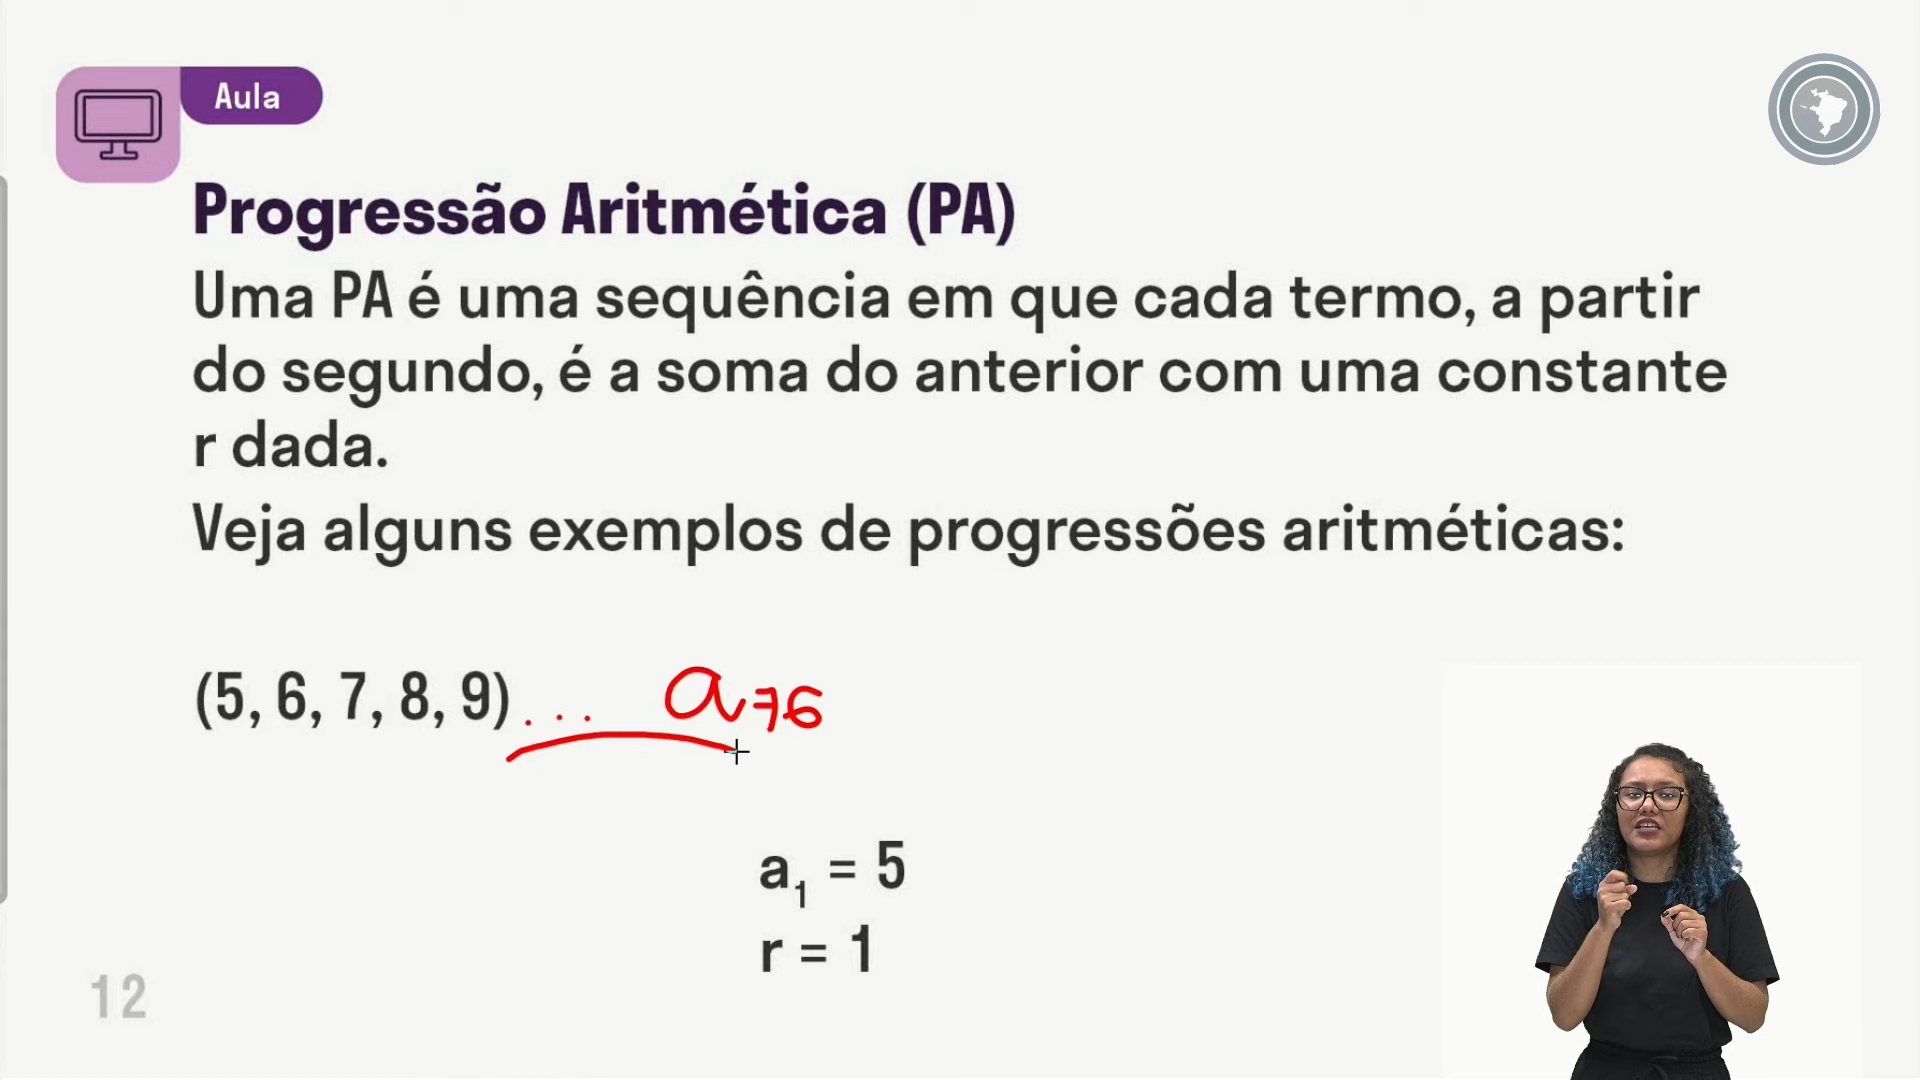 Aula
Progressão Aritmética (PA)
Uma PA é uma sequência em que cada termo, a partir
do segundo, é a soma do anterior com uma constante
r dada.
Veja alguns exemplos de progressões aritméticas:
(5, 6, 7, 8, 9)... a₇₆
a₁ = 5
r = 1
12